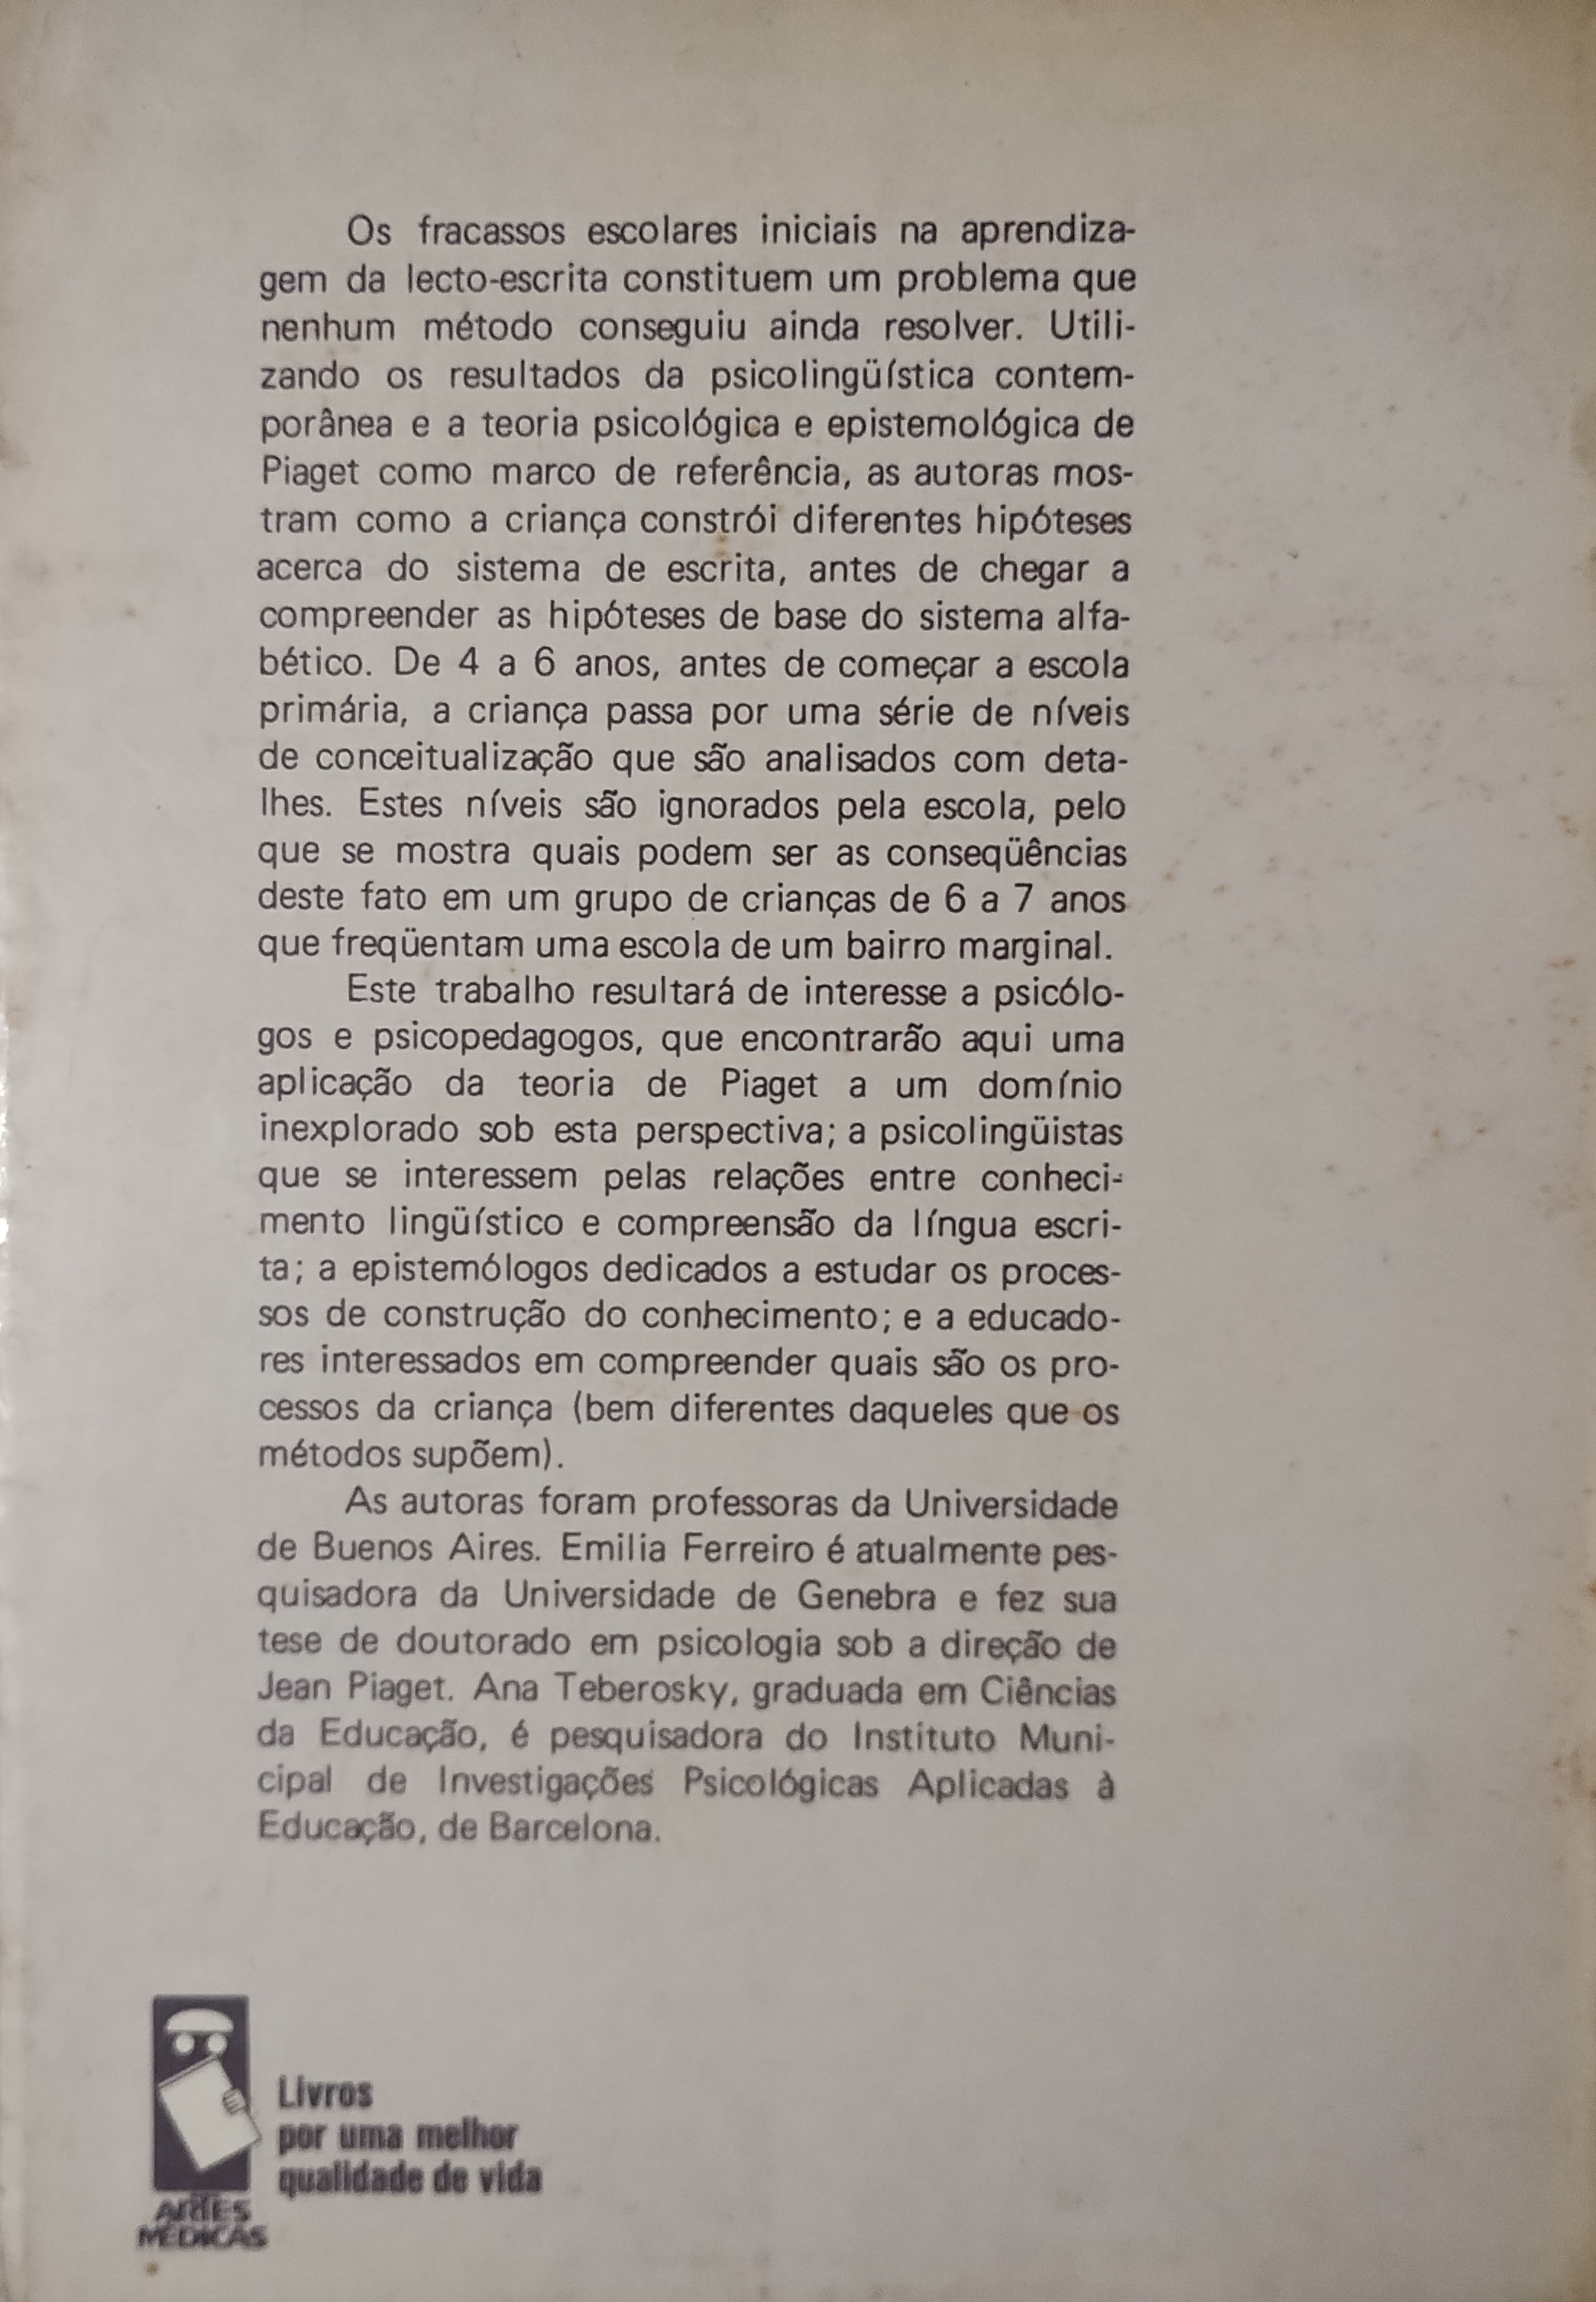 Os fracassos escolares iniciais na aprendiza-
gem da lecto-escrita constituem um problema que
nenhum método conseguiu ainda resolver. Utili-
zando os resultados da psicolingüística contem-
porânea e a teoria psicológica e epistemológica de
Piaget como marco de referência, as autoras mos-
tram como a criança constrói diferentes hipóteses
acerca do sistema de escrita, antes de chegar a
compreender as hipóteses de base do sistema alfa-
bético. De 4 a 6 anos, antes de começar a escola
primária, a criança passa por uma série de níveis
de conceitualização que são analisados com deta-
lhes. Estes níveis são ignorados pela escola, pelo
que se mostra quais podem ser as conseqüências
deste fato em um grupo de crianças de 6 a 7 anos
que freqüentam uma escola de um bairro marginal.
Este trabalho resultará de interesse a psicólo-
gos e psicopedagogos, que encontrarão aqui uma
aplicação da teoria de Piaget a um domínio
inexplorado sob esta perspectiva; a psicolingüistas
que se interessem pelas relações entre conheci-
mento lingüístico e compreensão da língua escri-
ta; a epistemólogos dedicados a estudar os proces-
sos de construção do conhecimento; e a educado-
res interessados em compreender quais são os pro-
cessos da criança (bem diferentes daqueles que os
métodos supõem).
As autoras foram professoras da Universidade
de Buenos Aires. Emilia Ferreiro é atualmente pes-
quisadora da Universidade de Genebra e fez sua
tese de doutorado em psicologia sob a direção de
Jean Piaget. Ana Teberosky, graduada em Ciências
da Educação, é pesquisadora do Instituto Muni-
cipal de Investigações Psicológicas Aplicadas à
Educação, de Barcelona.
Livros
por uma melhor
qualidade de vida
ARTES
MÉDICAS